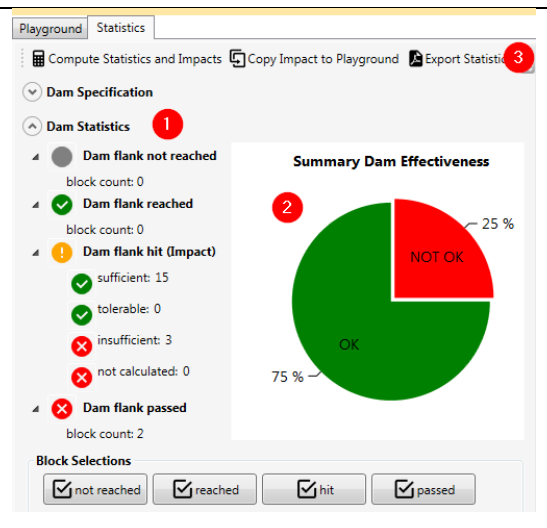 Playground Statistics
Compute Statistics and Impacts Copy Impact to Playground Export Statistic 3
Dam Specification
Dam Statistics 1
Dam flank not reached
block count: 0
Dam flank reached
block count: 0
Dam flank hit (Impact)
sufficient: 15
tolerable: 0
insufficient: 3
not calculated: 0
Dam flank passed
block count: 2
Summary Dam Effectiveness
2
25 %
NOT OK
OK
75 %
Block Selections
not reached reached hit passed